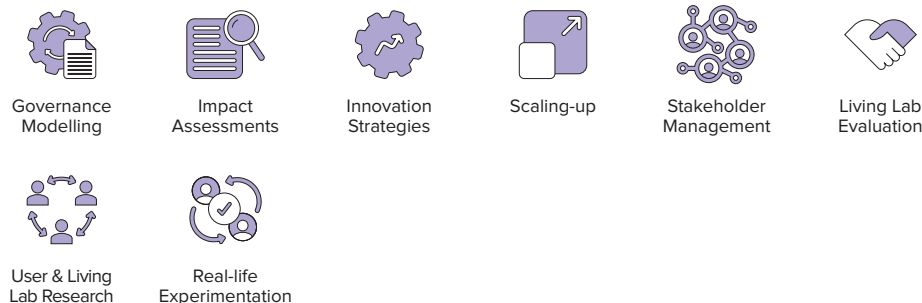 Governance
Modelling
Impact
Assessments
Innovation
Strategies
Scaling-up
Stakeholder
Management
Living Lab
Evaluation
User & Living
Lab Research
Real-life
Experimentation